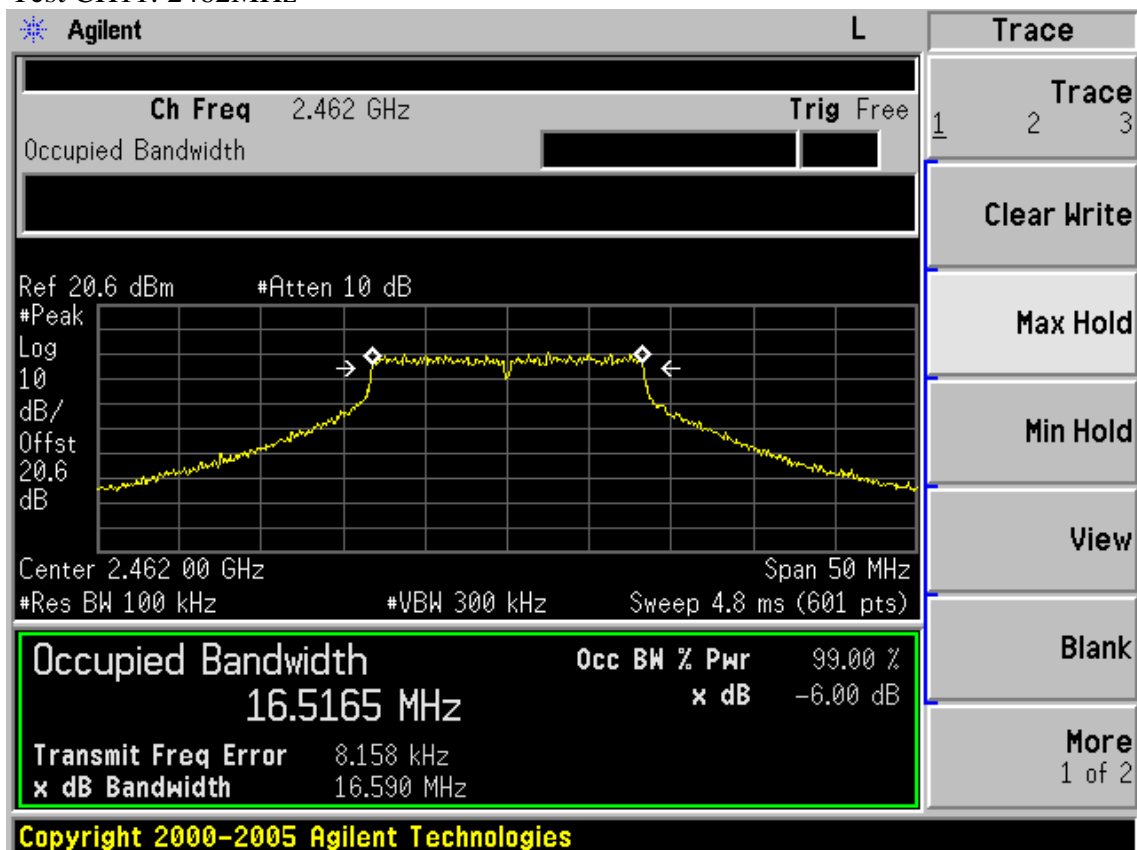 Test CH11: 2462MHz
Agilent L Trace
Ch Freq 2.462 GHz Trig Free
Occupied Bandwidth
Trace
1 2 3
Clear Write
Max Hold
Min Hold
View
Blank
More
1 of 2
Ref 20.6 dBm #Atten 10 dB
#Peak
Log
10
dB/
Offst
20.6
dB
Center 2.462 00 GHz Span 50 MHz
#Res BW 100 kHz #VBW 300 kHz Sweep 4.8 ms (601 pts)
Occupied Bandwidth Occ BW % Pwr 99.00 %
16.5165 MHz x dB -6.00 dB
Transmit Freq Error 8.158 kHz
x dB Bandwidth 16.590 MHz
Copyright 2000-2005 Agilent Technologies